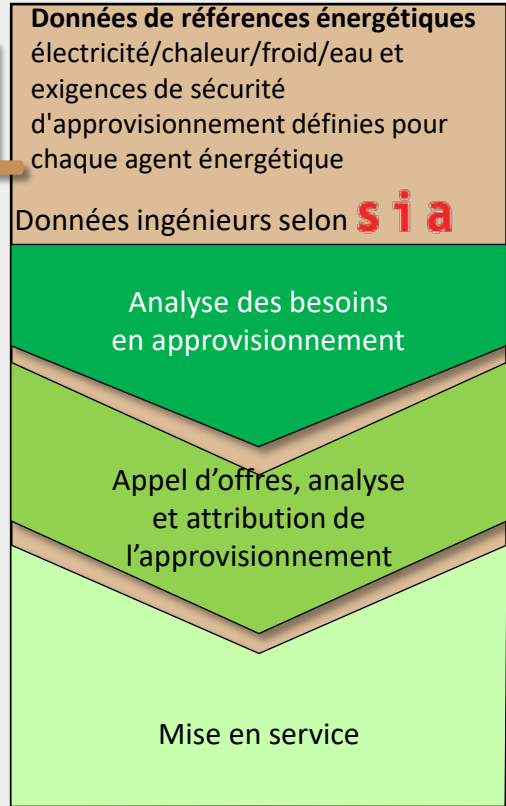 Données de références énergétiques
électricité/chaleur/froid/eau et
exigences de sécurité
d'approvisionnement définies pour
chaque agent énergétique
Données ingénieurs selon sia
Analyse des besoins
en approvisionnement
Appel d’offres, analyse
et attribution de
l’approvisionnement
Mise en service